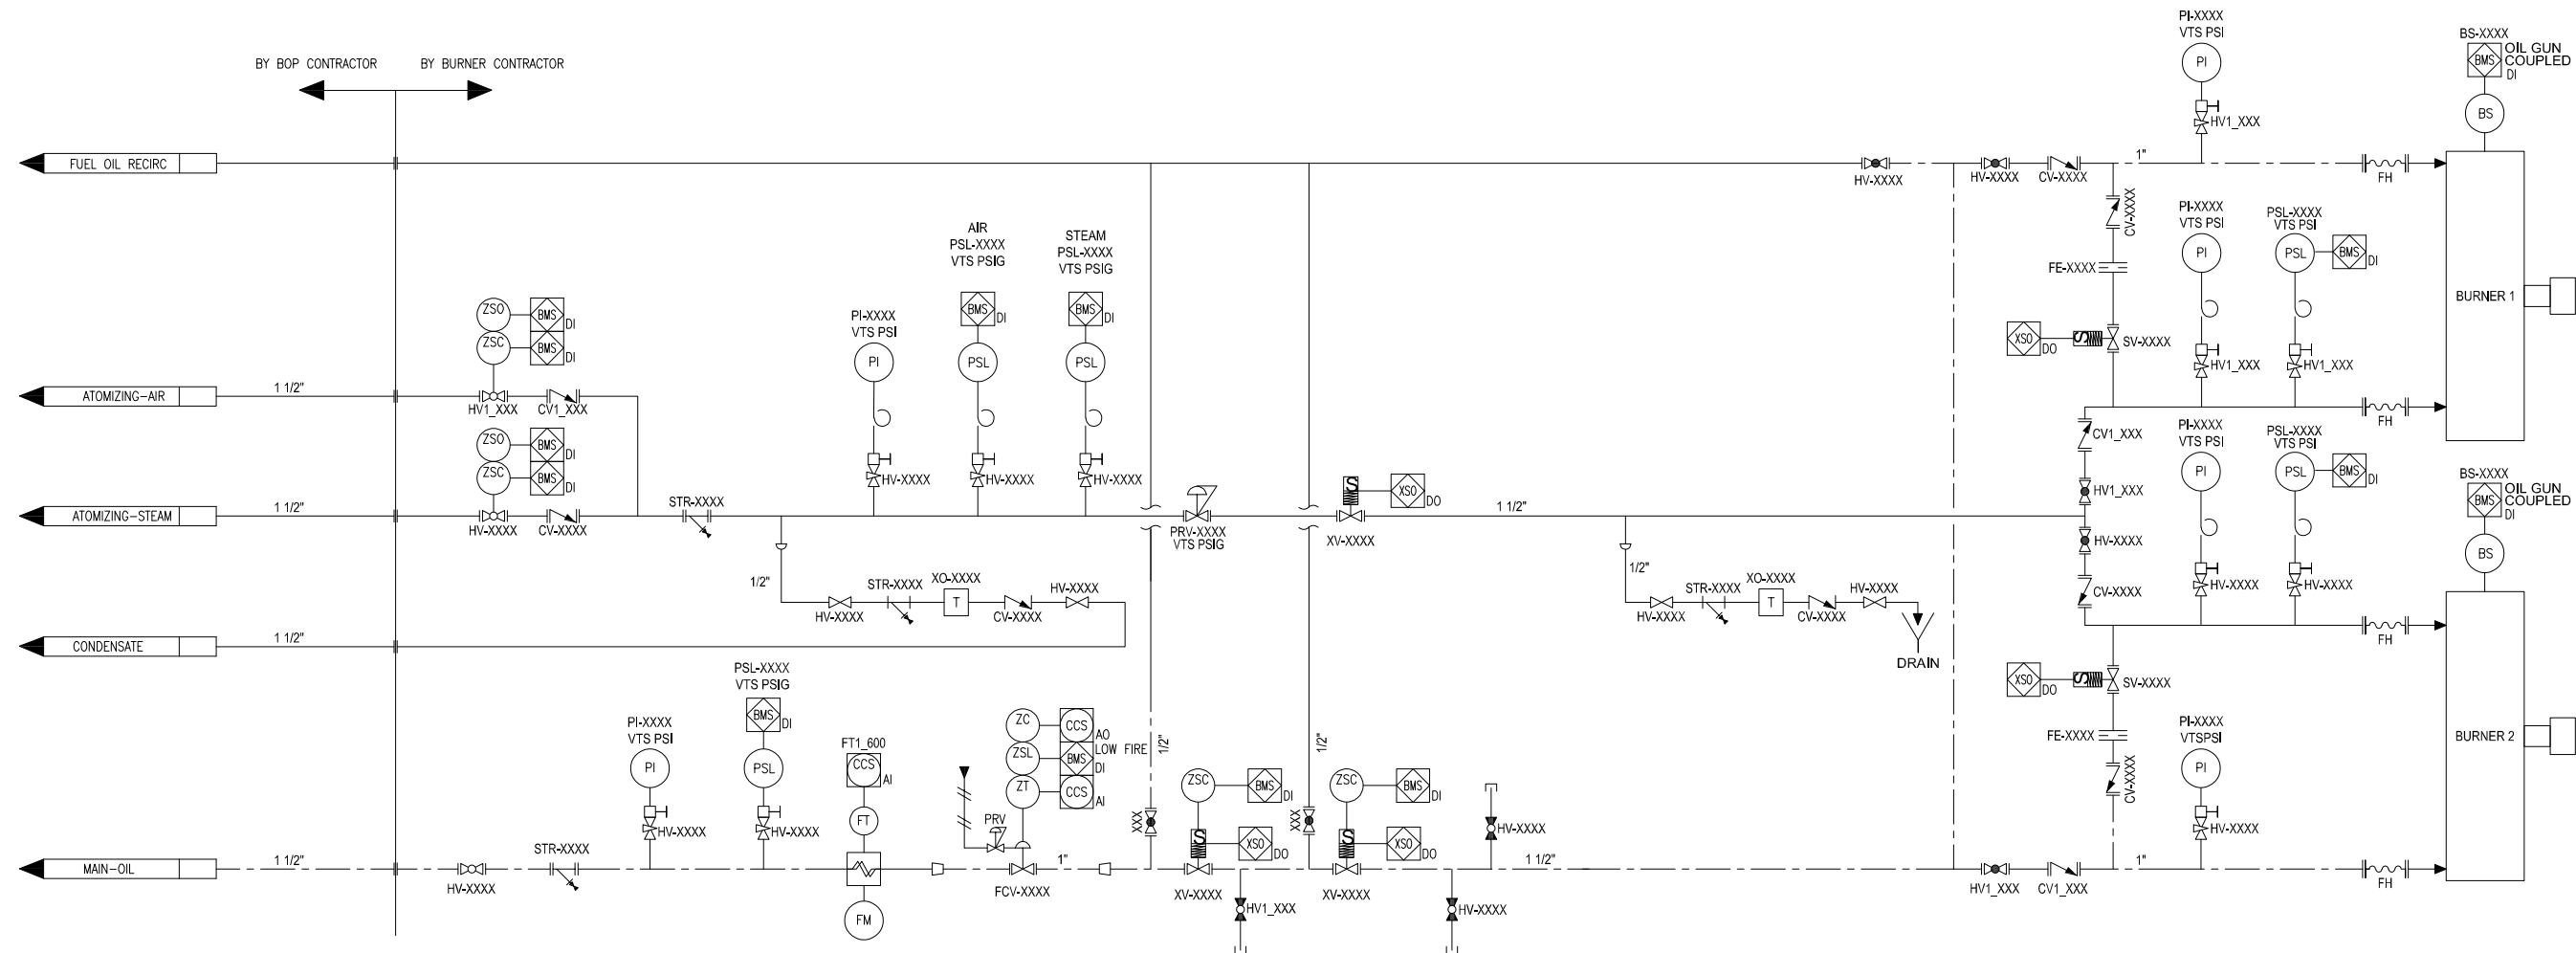 BY BOP CONTRACTOR
BY BURNER CONTRACTOR
PI-XXXX
VTS PSI
PI
HV1_XXX
BS-XXXX
BMS
OIL GUN
COUPLED
DI
BS
FUEL OIL RECIRC
HV-XXXX
HV-XXXX
CV-XXXX
1"
FH
CV-XXXX
FE-XXXX
XSO
DO
S
SV-XXXX
PI-XXXX
VTS PSI
PI
HV1_XXX
PSL-XXXX
VTS PSI
PSL
BMS
DI
HV1_XXX
BURNER 1
AIR
PSL-XXXX
VTS PSIG
BMS
DI
PSL
HV-XXXX
STEAM
PSL-XXXX
VTS PSIG
BMS
DI
PSL
HV-XXXX
PI-XXXX
VTS PSI
PI
HV-XXXX
ZSO
BMS
DI
ZSC
BMS
DI
ATOMIZING-AIR
1 1/2"
HV1_XXX
CV1_XXX
FH
ZSO
BMS
DI
ZSC
BMS
DI
ATOMIZING-STEAM
1 1/2"
HV-XXXX
CV-XXXX
STR-XXXX
PRV-XXXX
VTS PSIG
S
XSO
DO
XV-XXXX
1 1/2"
CV1_XXX
HV1_XXX
HV-XXXX
CV-XXXX
PI-XXXX
VTS PSI
PI
HV-XXXX
PSL-XXXX
VTS PSI
PSL
BMS
DI
HV-XXXX
BS-XXXX
BMS
OIL GUN
COUPLED
DI
BS
1/2"
HV-XXXX
STR-XXXX
XO-XXXX
T
CV-XXXX
HV-XXXX
1/2"
HV-XXXX
STR-XXXX
XO-XXXX
T
CV-XXXX
HV-XXXX
DRAIN
CONDENSATE
1 1/2"
FH
XSO
DO
S
SV-XXXX
FE-XXXX
CV-XXXX
PI-XXXX
VTSPSI
PI
HV-XXXX
BURNER 2
PI-XXXX
VTS PSI
PI
HV-XXXX
PSL-XXXX
VTS PSIG
BMS
DI
PSL
HV-XXXX
FT1_600
CCS
AI
FT
FM
PRV
ZC
CCS
AO
LOW FIRE
ZSL
BMS
DI
ZT
CCS
AI
1/2"
XXX
ZSC
BMS
DI
S
XSO
DO
1/2"
XXX
ZSC
BMS
DI
S
XSO
DO
HV-XXXX
MAIN-OIL
1 1/2"
HV-XXXX
STR-XXXX
FCV-XXXX
1"
XV-XXXX
HV1_XXX
XV-XXXX
HV-XXXX
1 1/2"
HV1_XXX
CV1_XXX
1"
FH